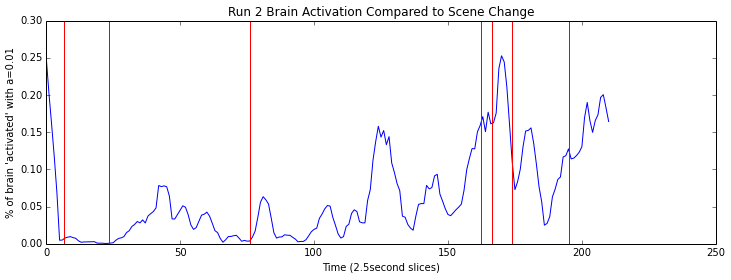 Run 2 Brain Activation Compared to Scene Change
% of brain 'activated' with a=0.01
0.30
0.25
0.20
0.15
0.10
0.05
0.00
0 50 100 150 200 250
Time (2.5second slices)